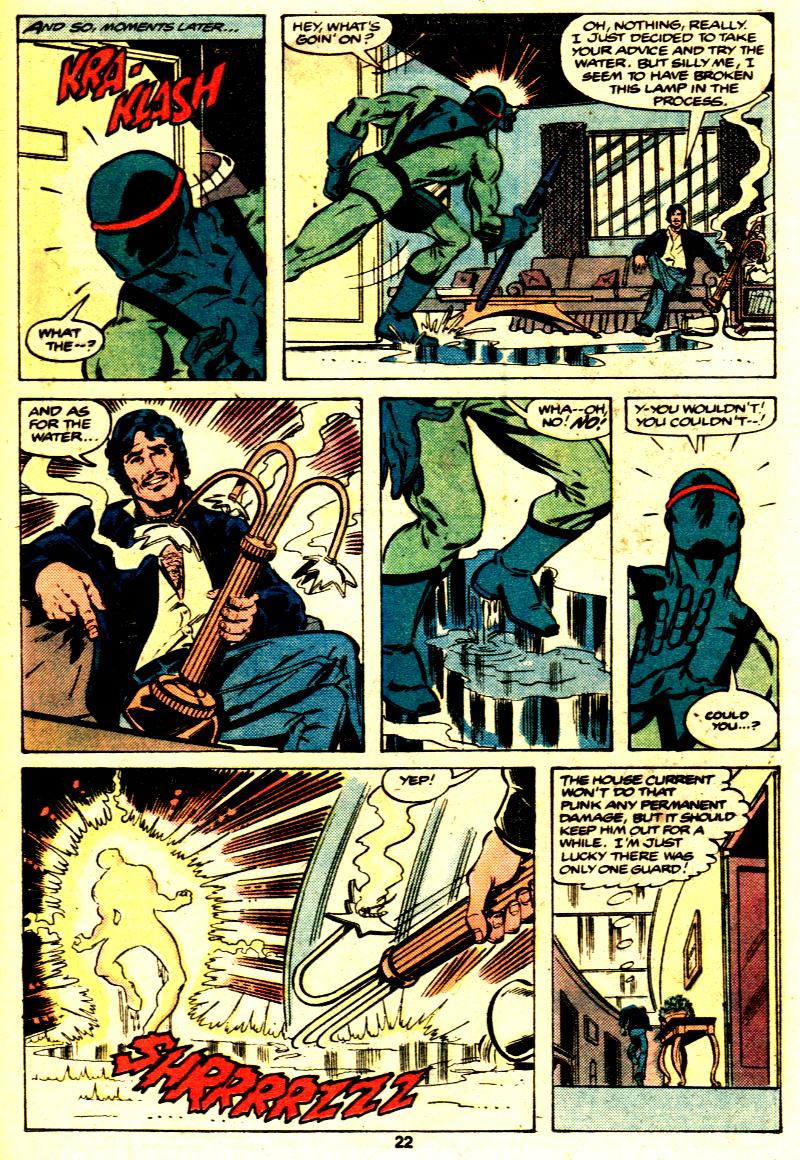 AND SO, MOMENTS LATER...
KRA-
KLASH
WHAT
THE--?
HEY, WHAT'S
GOIN' ON?
OH, NOTHING, REALLY.
I JUST DECIDED TO TAKE
YOUR ADVICE AND TRY THE
WATER. BUT SILLY ME, I
SEEM TO HAVE BROKEN
THIS LAMP IN THE
PROCESS.
AND AS
FOR THE
WATER...
WHA--OH,
NO! NO!
Y-YOU WOULDN'T!
YOU COULDN'T--!
COULD
YOU...?
YEP!
SHRRRRZZZ
THE HOUSE CURRENT
WON'T DO THAT
PUNK ANY PERMANENT
DAMAGE, BUT IT SHOULD
KEEP HIM OUT FOR A
WHILE. I'M JUST
LUCKY THERE WAS
ONLY ONE GUARD!
22